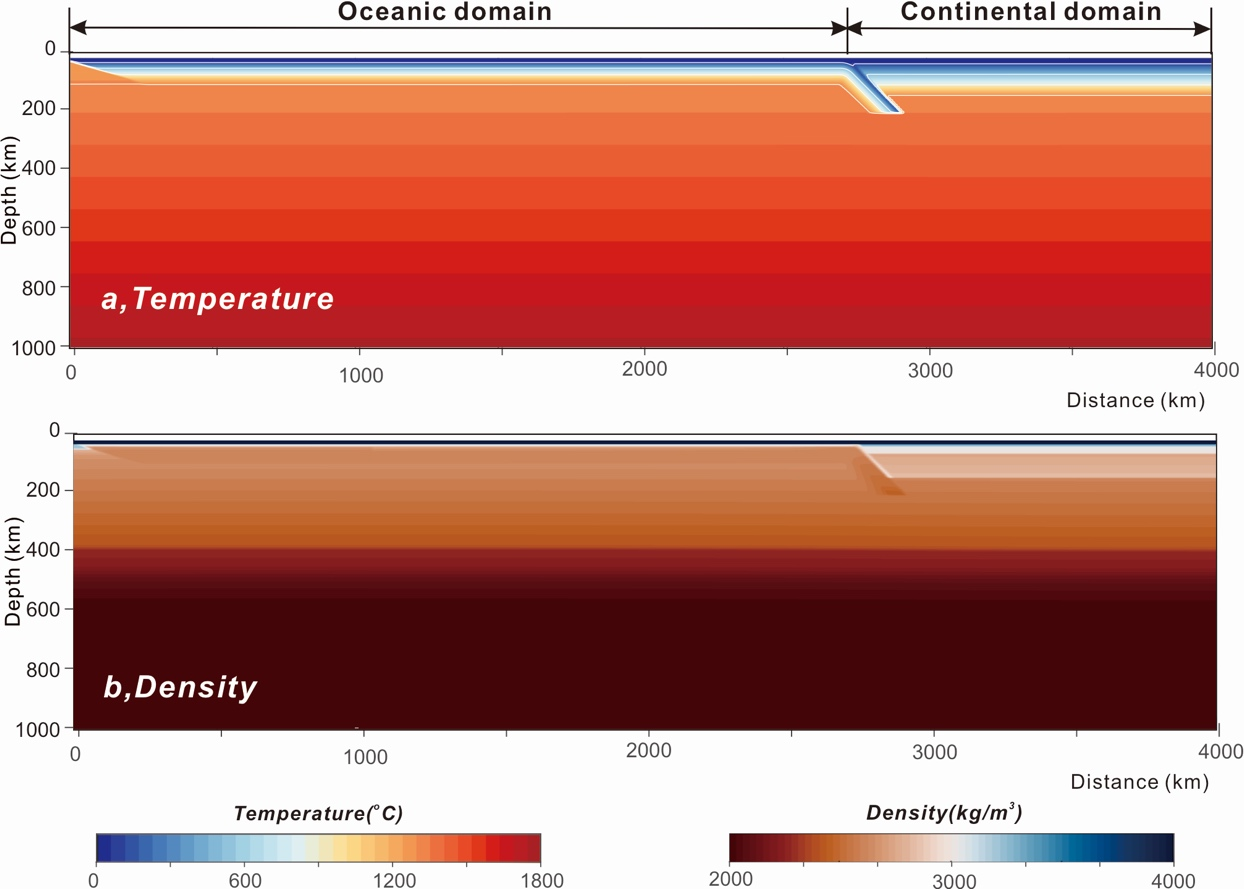 Oceanic domain Continental domain
0
200
400
600
800
1000
Depth (km)
a,Temperature
0 1000 2000 3000 4000
Distance (km)
0
200
400
600
800
1000
Depth (km)
b,Density
0 1000 2000 3000 4000
Distance (km)
Temperature(°C) Density(kg/m³)
0 600 1200 1800 2000 3000 4000